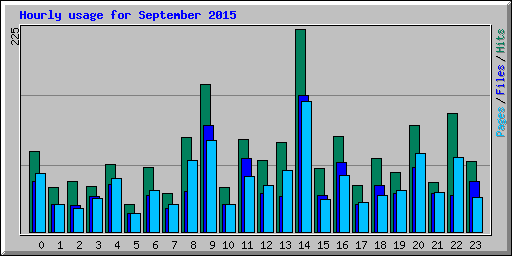 Hourly usage for September 2015
225
Pages/Files/Hits
0 1 2 3 4 5 6 7 8 9 10 11 12 13 14 15 16 17 18 19 20 21 22 23